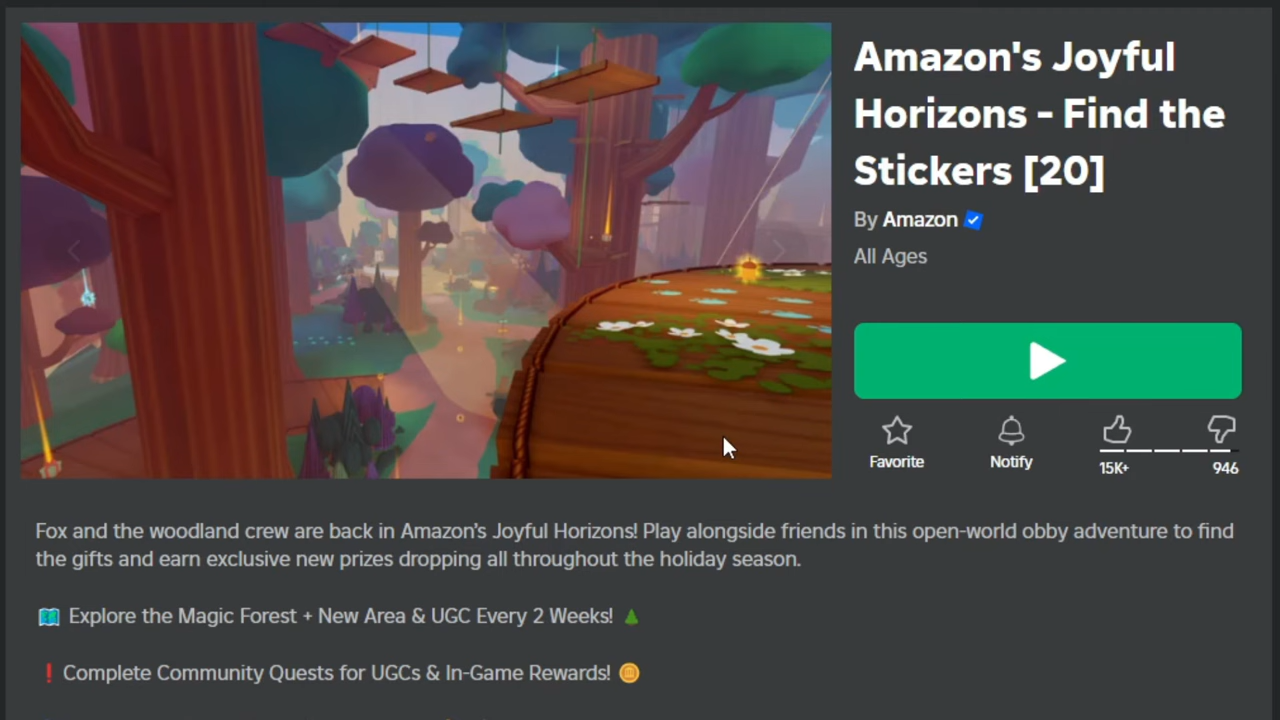 Amazon's Joyful
Horizons - Find the
Stickers [20]
By Amazon
All Ages
Favorite
Notify
15K+
946
Fox and the woodland crew are back in Amazon's Joyful Horizons! Play alongside friends in this open-world obby adventure to find
the gifts and earn exclusive new prizes dropping all throughout the holiday season.
🗺️ Explore the Magic Forest + New Area & UGC Every 2 Weeks! 🌲
❗ Complete Community Quests for UGCs & In-Game Rewards! 🪙